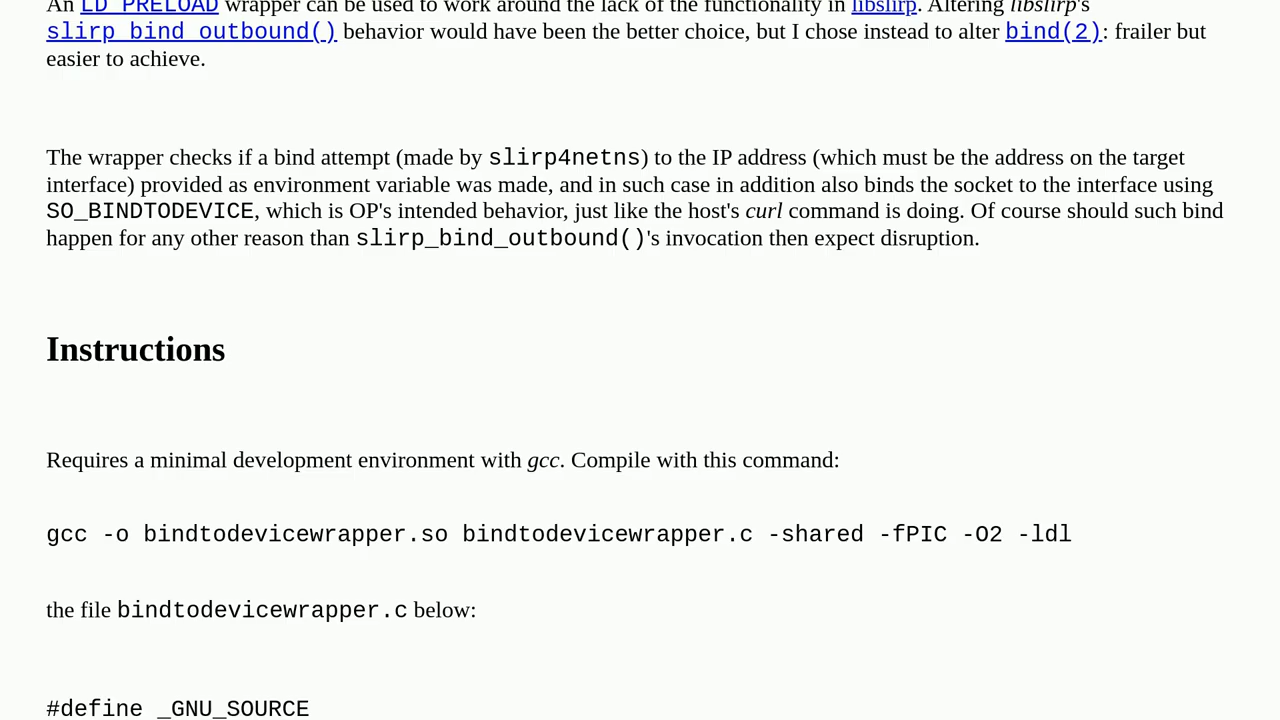 An LD_PRELOAD wrapper can be used to work around the lack of the functionality in libslirp. Altering libslirp's
slirp_bind_outbound() behavior would have been the better choice, but I chose instead to alter bind(2): frailer but
easier to achieve.
The wrapper checks if a bind attempt (made by slirp4netns) to the IP address (which must be the address on the target
interface) provided as environment variable was made, and in such case in addition also binds the socket to the interface using
SO_BINDTODEVICE, which is OP's intended behavior, just like the host's curl command is doing. Of course should such bind
happen for any other reason than slirp_bind_outbound()'s invocation then expect disruption.
Instructions
Requires a minimal development environment with gcc. Compile with this command:
gcc -o bindtodevicewrapper.so bindtodevicewrapper.c -shared -fPIC -O2 -ldl
the file bindtodevicewrapper.c below:
#define _GNU_SOURCE